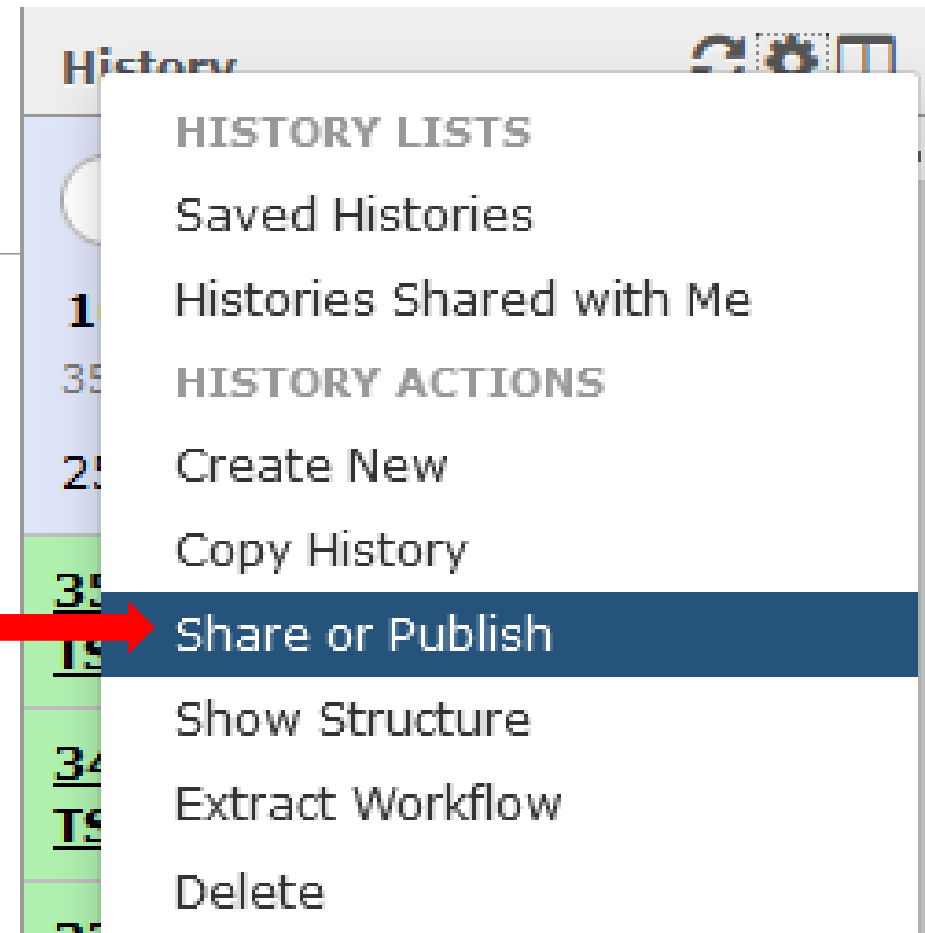 History
HISTORY LISTS
Saved Histories
Histories Shared with Me
HISTORY ACTIONS
Create New
Copy History
Share or Publish
Show Structure
Extract Workflow
Delete